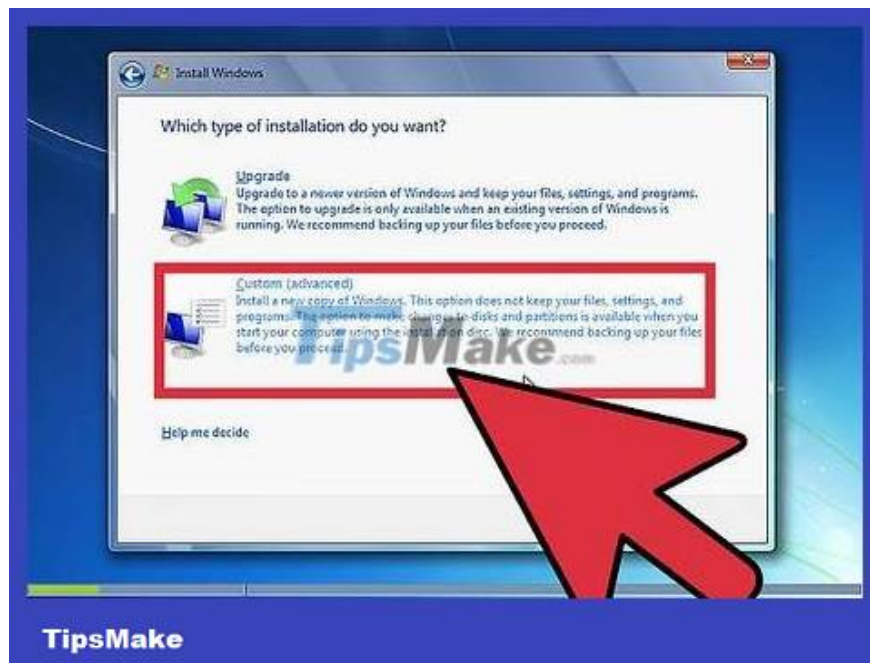 Install Windows
Which type of installation do you want?
Upgrade
Upgrade to a newer version of Windows and keep your files, settings, and programs.
The option to upgrade is only available when an existing version of Windows is
running. We recommend backing up your files before you proceed.
Custom (advanced)
Install a new copy of Windows. This option does not keep your files, settings, and
programs. The option to make changes to disks and partitions is available when you
start your computer using the installation disc. We recommend backing up your files
before you proceed.
TipsMake.com
Help me decide
TipsMake